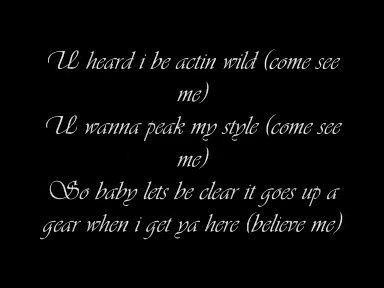 U heard i be actin wild (come see
me)
U wanna peak my style (come see
me)
So baby lets be clear it goes up a
gear when i get ya here (believe me)